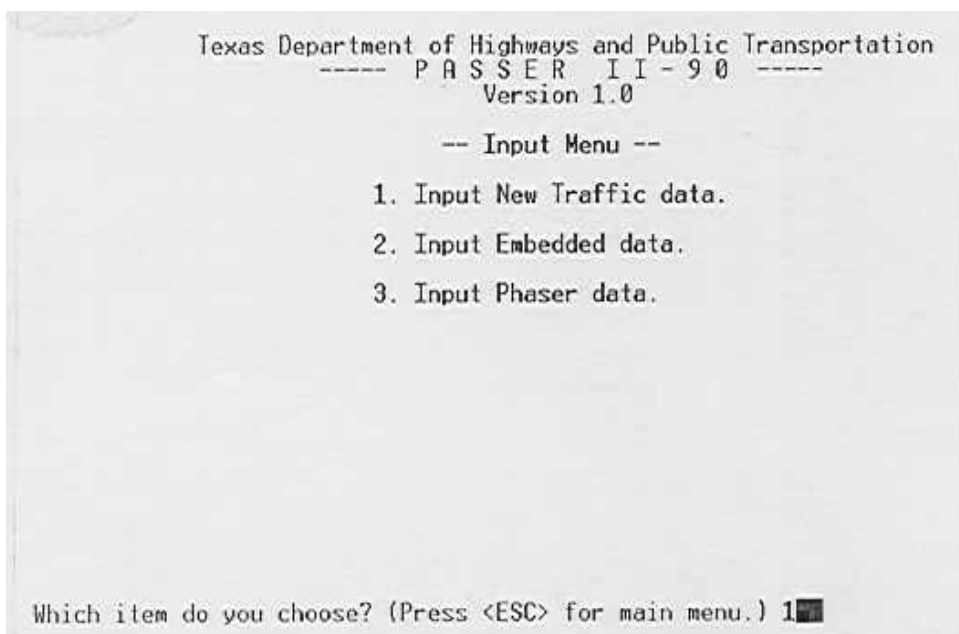 Texas Department of Highways and Public Transportation
----- P A S S E R   I I - 9 0 -----
Version 1.0
-- Input Menu --
1. Input New Traffic data.
2. Input Embedded data.
3. Input Phaser data.
Which item do you choose? (Press <ESC> for main menu.) 1